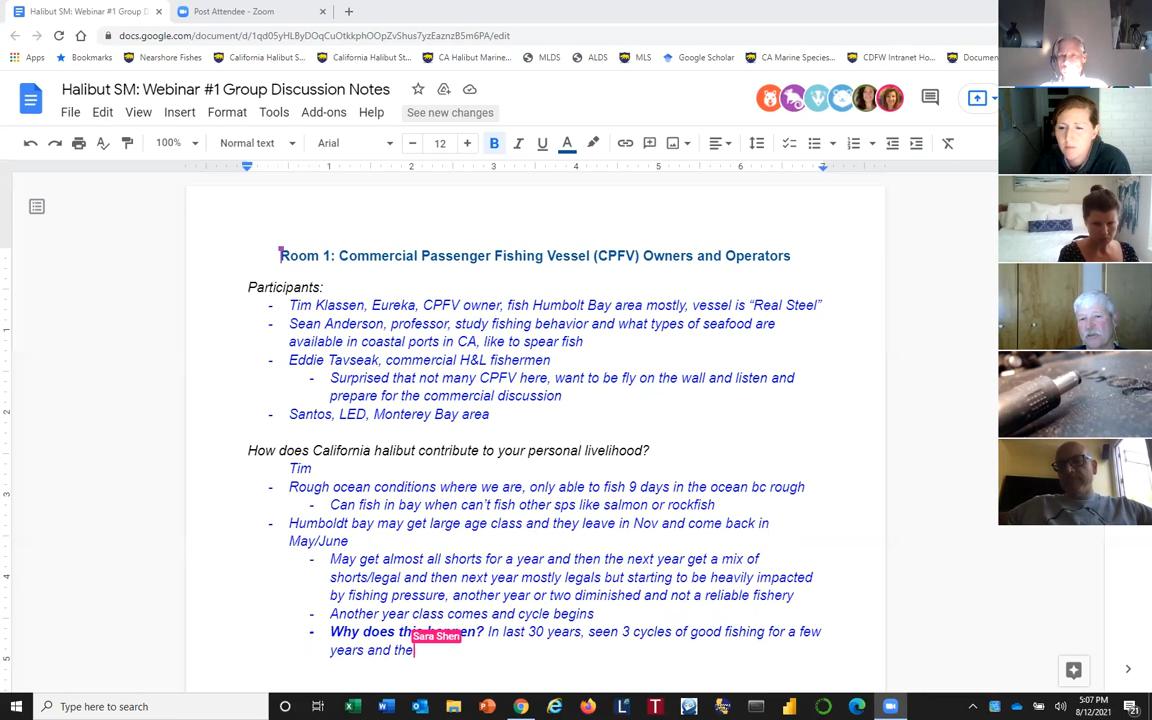 Halibut SM: Webinar #1 Group Disc
Post Attendee - Zoom
docs.google.com/document/d/1qd05yHLByDOqCuOtkkphOOpZvShus7yzEaznzB5m6PA/edit
Apps Bookmarks Nearshore Fishes California Halibut S... California Halibut St... CA Halibut Marine... MLDS ALDS MLS Google Scholar CA Marine Species... CDFW Intranet Ho... Documen
Halibut SM: Webinar #1 Group Discussion Notes
File Edit View Insert Format Tools Add-ons Help See new changes
100% Normal text Arial 12 B I U A
1 2 3 4 5 6 7
Room 1: Commercial Passenger Fishing Vessel (CPFV) Owners and Operators
Participants:
- Tim Klassen, Eureka, CPFV owner, fish Humbolt Bay area mostly, vessel is “Real Steel”
- Sean Anderson, professor, study fishing behavior and what types of seafood are
available in coastal ports in CA, like to spear fish
- Eddie Tavseak, commercial H&L fishermen
- Surprised that not many CPFV here, want to be fly on the wall and listen and
prepare for the commercial discussion
- Santos, LED, Monterey Bay area
How does California halibut contribute to your personal livelihood?
Tim
- Rough ocean conditions where we are, only able to fish 9 days in the ocean bc rough
- Can fish in bay when can’t fish other sps like salmon or rockfish
- Humboldt bay may get large age class and they leave in Nov and come back in
May/June
- May get almost all shorts for a year and then the next year get a mix of
shorts/legal and then next year mostly legals but starting to be heavily impacted
by fishing pressure, another year or two diminished and not a reliable fishery
- Another year class comes and cycle begins
- Why does this happen? In last 30 years, seen 3 cycles of good fishing for a few
Sara Shen
years and the
Type here to search
5:07 PM
8/12/2021
21